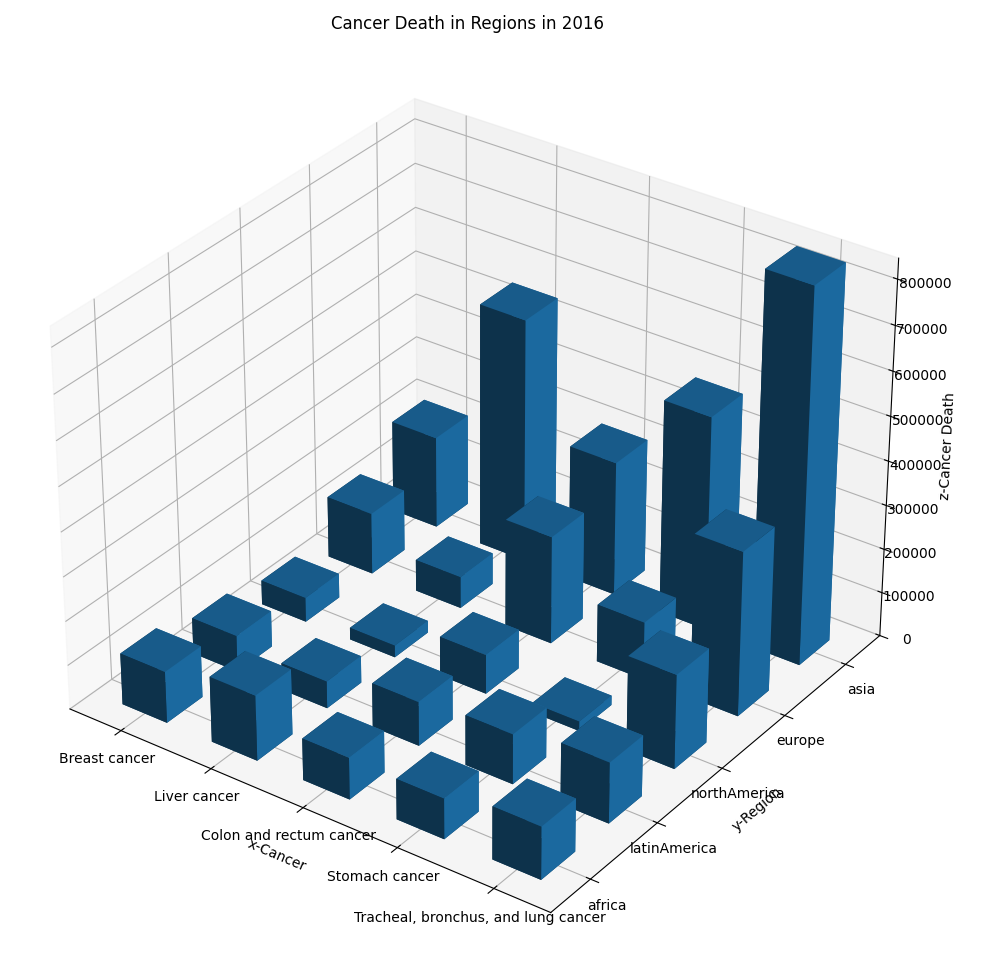 Cancer Death in Regions in 2016
800000
700000
600000
500000
400000
300000
200000
100000
0
z-Cancer Death
asia
europe
northAmerica
latinAmerica
africa
y-Region
Breast cancer
Liver cancer
Colon and rectum cancer
Stomach cancer
Tracheal, bronchus, and lung cancer
x-Cancer